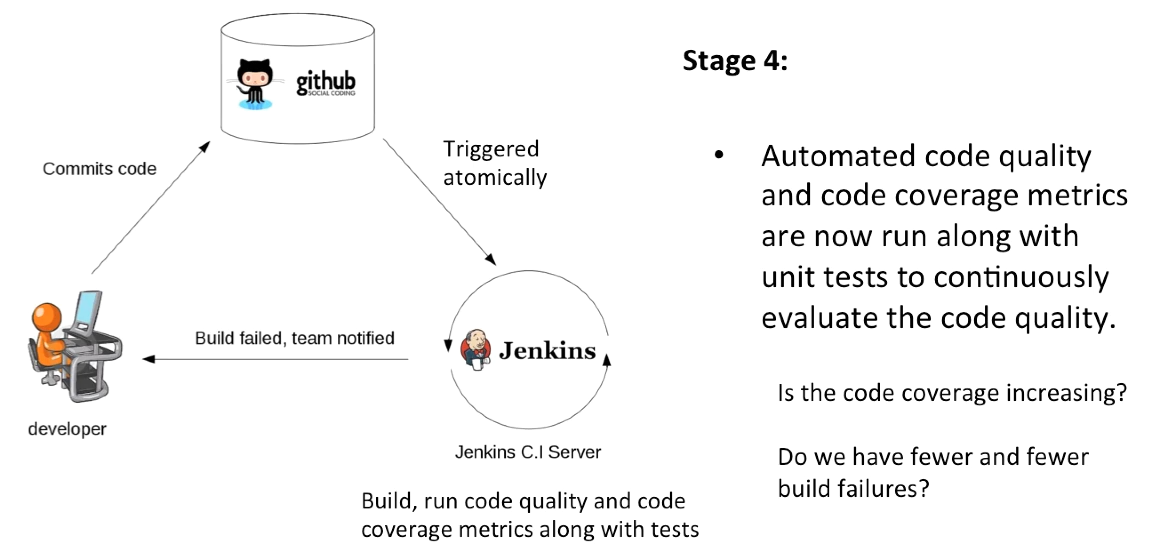 github
SOCIAL CODING
Commits code
Triggered
atomically
developer
Build failed, team notified
Jenkins
Jenkins C.I Server
Build, run code quality and code
coverage metrics along with tests
Stage 4:
• Automated code quality
and code coverage metrics
are now run along with
unit tests to continuously
evaluate the code quality.
Is the code coverage increasing?
Do we have fewer and fewer
build failures?